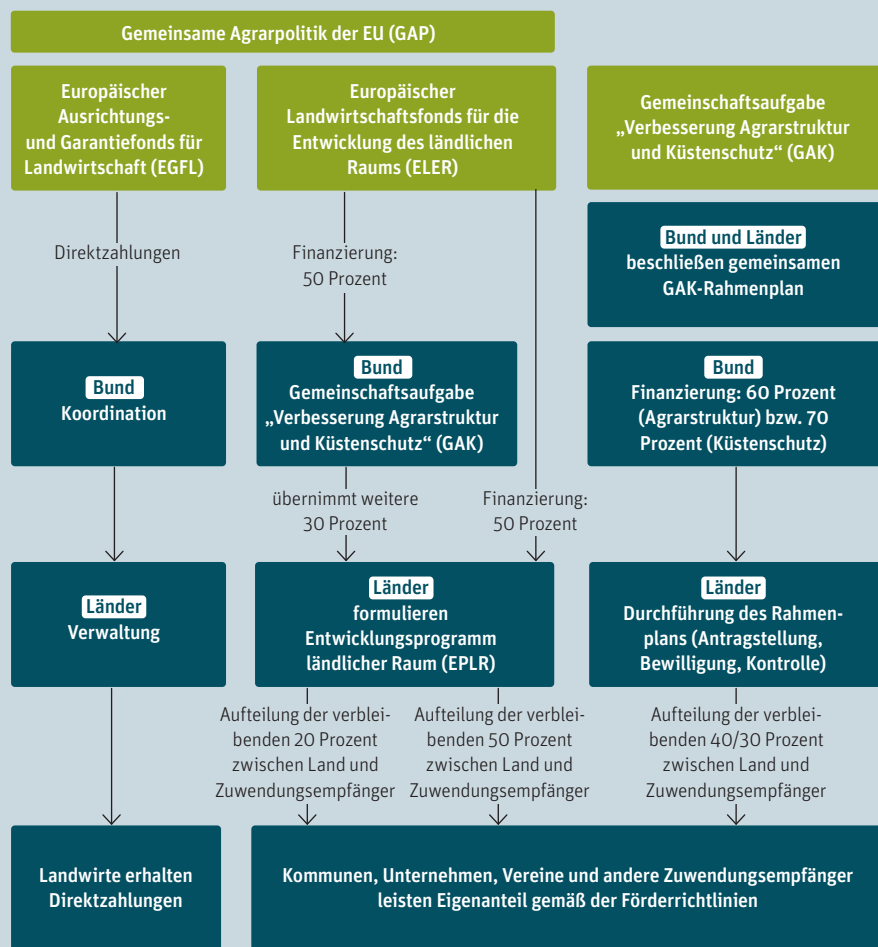 Gemeinsame Agrarpolitik der EU (GAP)
Europäischer
Ausrichtungs-
und Garantiefonds für
Landwirtschaft (EGFL)
Europäischer
Landwirtschaftsfonds für die
Entwicklung des ländlichen
Raums (ELER)
Gemeinschaftsaufgabe
„Verbesserung Agrarstruktur
und Küstenschutz“ (GAK)
Direktzahlungen
Finanzierung:
50 Prozent
Bund und Länder
beschließen gemeinsamen
GAK-Rahmenplan
Bund
Koordination
Bund
Gemeinschaftsaufgabe
„Verbesserung Agrarstruktur
und Küstenschutz“ (GAK)
Bund
Finanzierung: 60 Prozent
(Agrarstruktur) bzw. 70
Prozent (Küstenschutz)
übernimmt weitere
30 Prozent
Finanzierung:
50 Prozent
Länder
Verwaltung
Länder
formulieren
Entwicklungsprogramm
ländlicher Raum (EPLR)
Länder
Durchführung des Rahmen-
plans (Antragstellung,
Bewilligung, Kontrolle)
Aufteilung der verblei-
benden 20 Prozent
zwischen Land und
Zuwendungsempfänger
Aufteilung der verblei-
benden 50 Prozent
zwischen Land und
Zuwendungsempfänger
Aufteilung der verblei-
benden 40/30 Prozent
zwischen Land und
Zuwendungsempfänger
Landwirte erhalten
Direktzahlungen
Kommunen, Unternehmen, Vereine und andere Zuwendungsempfänger
leisten Eigenanteil gemäß der Förderrichtlinien